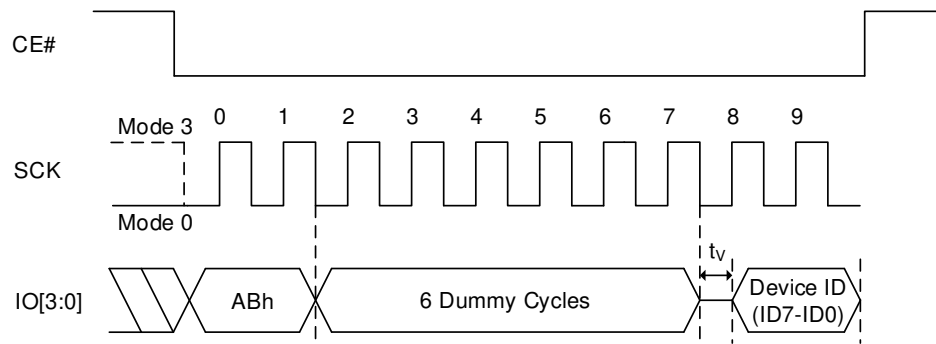 CE#
0 1 2 3 4 5 6 7 8 9
Mode 3
SCK
Mode 0
tV
IO[3:0]
ABh
6 Dummy Cycles
Device ID
(ID7-ID0)